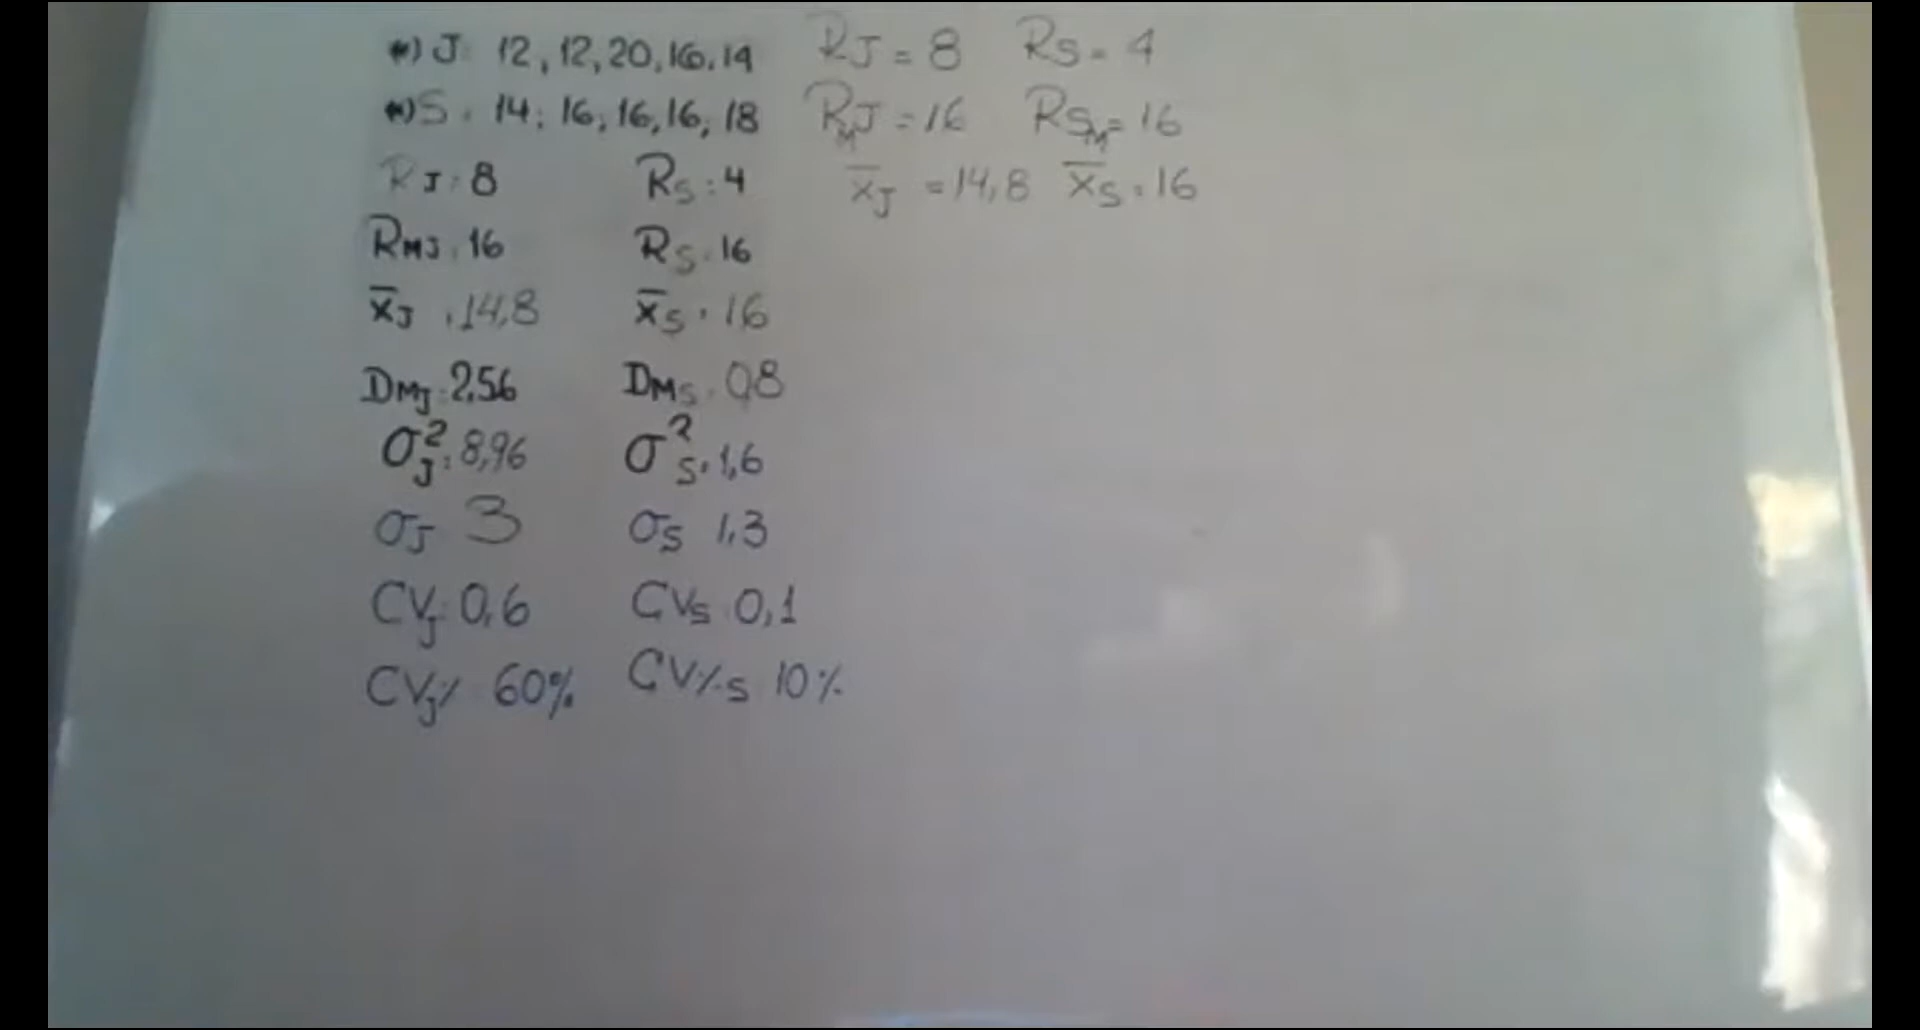 *) J: 12, 12, 20, 16, 14 RJ = 8 RS = 4
*) S: 14; 16; 16, 16; 18 RMJ = 16 RSM = 16
RJ: 8 RS: 4 x̄J = 14,8 x̄S: 16
RMJ: 16 RS: 16
x̄J: 14,8 x̄S: 16
DMJ: 2,56 DMS: 0,8
σ²J: 8,96 σ²S: 1,6
σJ 3 σS 1,3
CVJ: 0,6 CVS 0,1
CVJ% 60% CV%S 10%